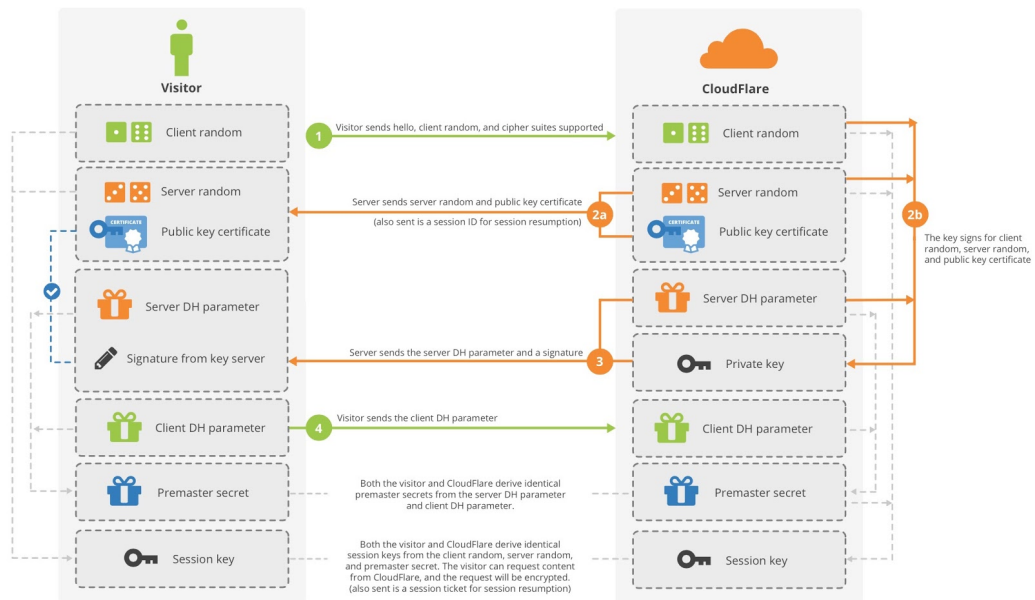 Visitor
CloudFlare
Client random
1
Visitor sends hello, client random, and cipher suites supported
Client random
Server random
CERTIFICATE
Public key certificate
Server sends server random and public key certificate
(also sent is a session ID for session resumption)
2a
Server random
CERTIFICATE
Public key certificate
2b
The key signs for client
random, server random,
and public key certificate
Server DH parameter
Signature from key server
Server sends the server DH parameter and a signature
3
Server DH parameter
Private key
Client DH parameter
4
Visitor sends the client DH parameter
Client DH parameter
Premaster secret
Both the visitor and CloudFlare derive identical
premaster secrets from the server DH parameter
and client DH parameter.
Premaster secret
Session key
Both the visitor and CloudFlare derive identical
session keys from the client random, server random,
and premaster secret. The visitor can request content
from CloudFlare, and the request will be encrypted.
(also sent is a session ticket for session resumption)
Session key